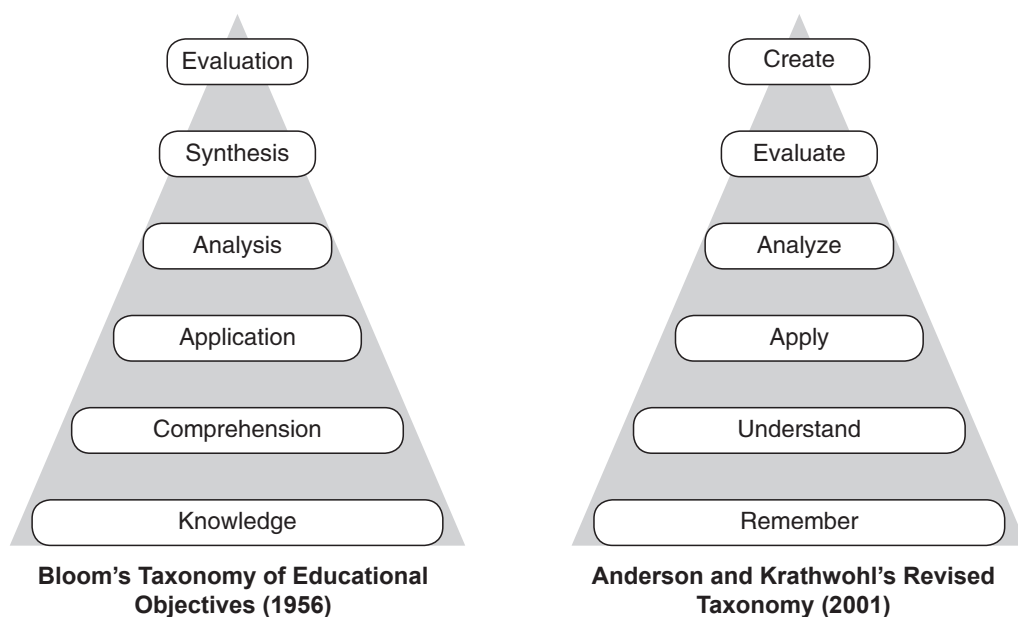 Evaluation
Synthesis
Analysis
Application
Comprehension
Knowledge
Bloom's Taxonomy of Educational
Objectives (1956)
Create
Evaluate
Analyze
Apply
Understand
Remember
Anderson and Krathwohl's Revised
Taxonomy (2001)